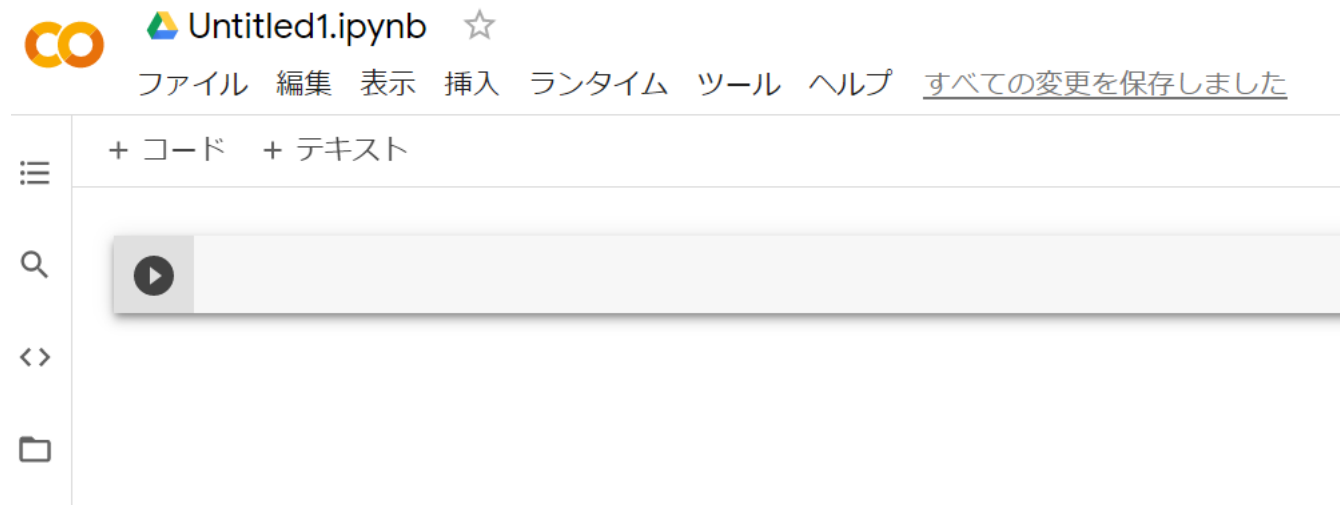 Untitled1.ipynb
ファイル 編集 表示 挿入 ランタイム ツール ヘルプ すべての変更を保存しました
+ コード + テキスト